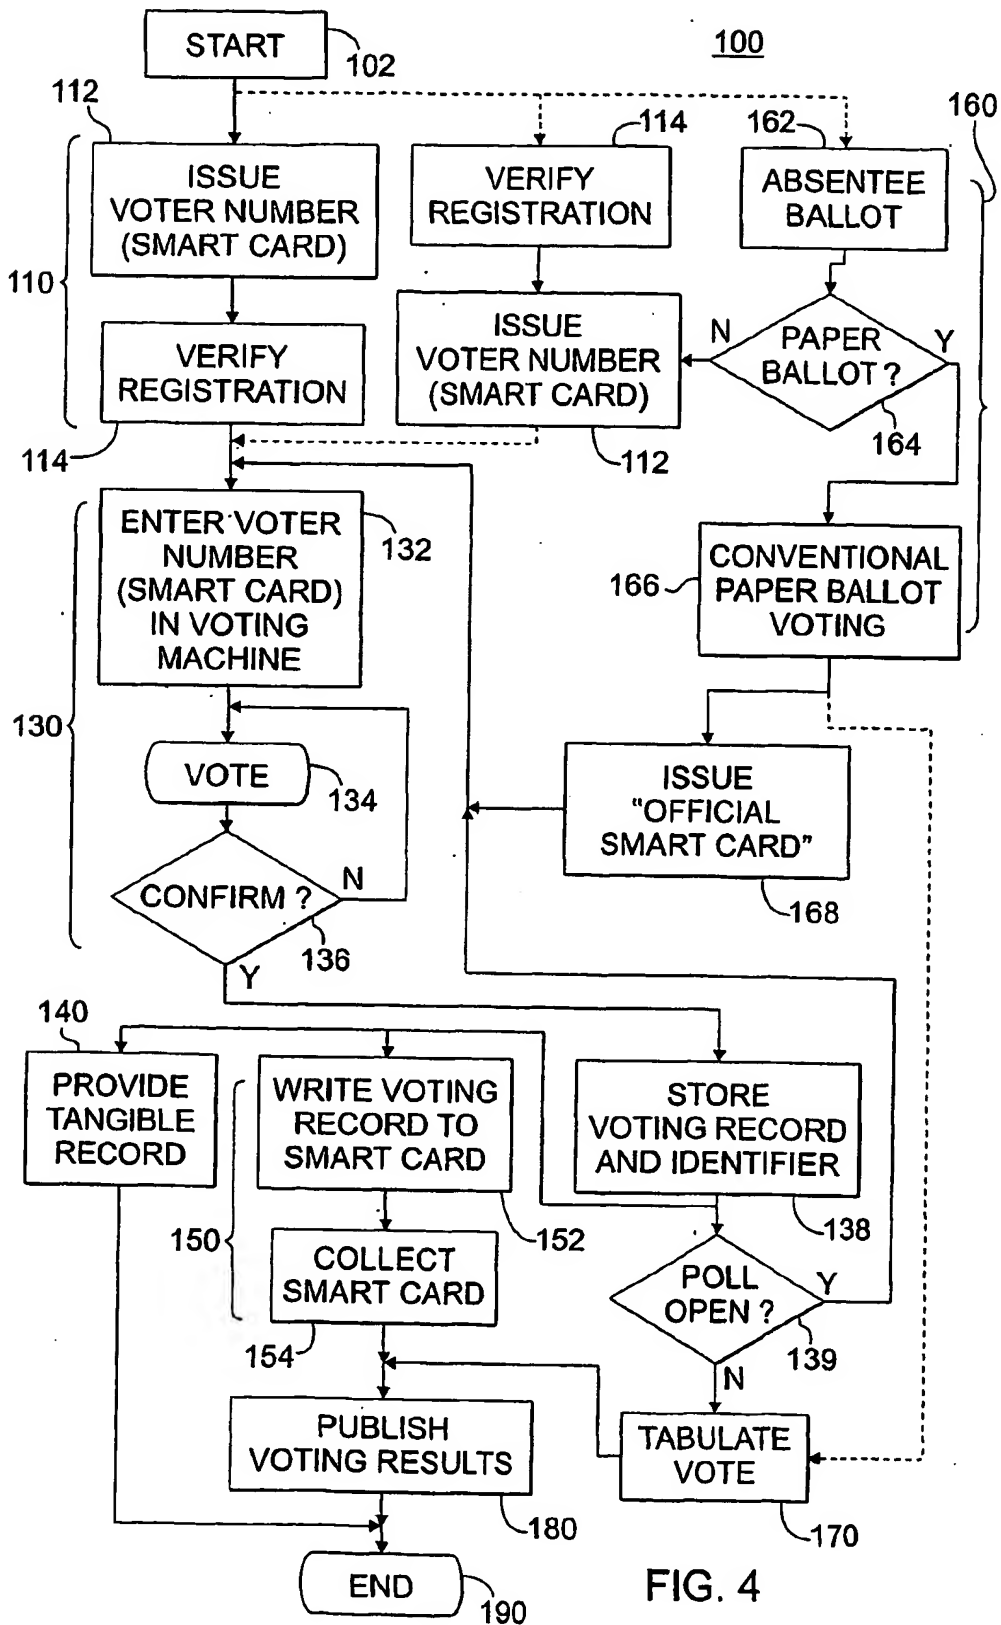 START
102
100
112
114
162
160
ISSUE
VOTER NUMBER
(SMART CARD)
VERIFY
REGISTRATION
ABSENTEE
BALLOT
110
VERIFY
REGISTRATION
114
ISSUE
VOTER NUMBER
(SMART CARD)
112
N
PAPER
BALLOT ?
Y
164
ENTER VOTER
NUMBER
(SMART CARD)
IN VOTING
MACHINE
132
166
CONVENTIONAL
PAPER BALLOT
VOTING
130
VOTE
134
ISSUE
"OFFICIAL
SMART CARD"
168
CONFIRM ?
N
136
Y
140
PROVIDE
TANGIBLE
RECORD
WRITE VOTING
RECORD TO
SMART CARD
152
STORE
VOTING RECORD
AND IDENTIFIER
138
150
COLLECT
SMART CARD
154
POLL
OPEN ?
Y
139
N
PUBLISH
VOTING RESULTS
180
TABULATE
VOTE
170
END
190
FIG. 4